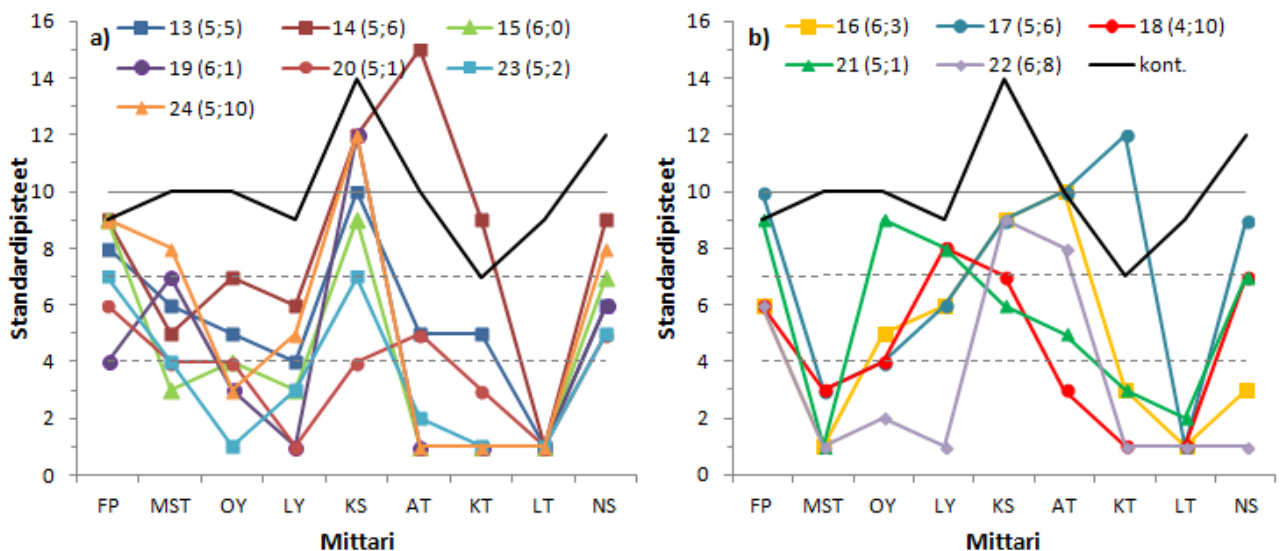 a)
13 (5;5) 14 (5;6) 15 (6;0)
19 (6;1) 20 (5;1) 23 (5;2)
24 (5;10)
Standardipisteet
16
14
12
10
8
6
4
2
0
FP MST OY LY KS AT KT LT NS
Mittari
b)
16 (6;3) 17 (5;6) 18 (4;10)
21 (5;1) 22 (6;8) kont.
Standardipisteet
16
14
12
10
8
6
4
2
0
FP MST OY LY KS AT KT LT NS
Mittari